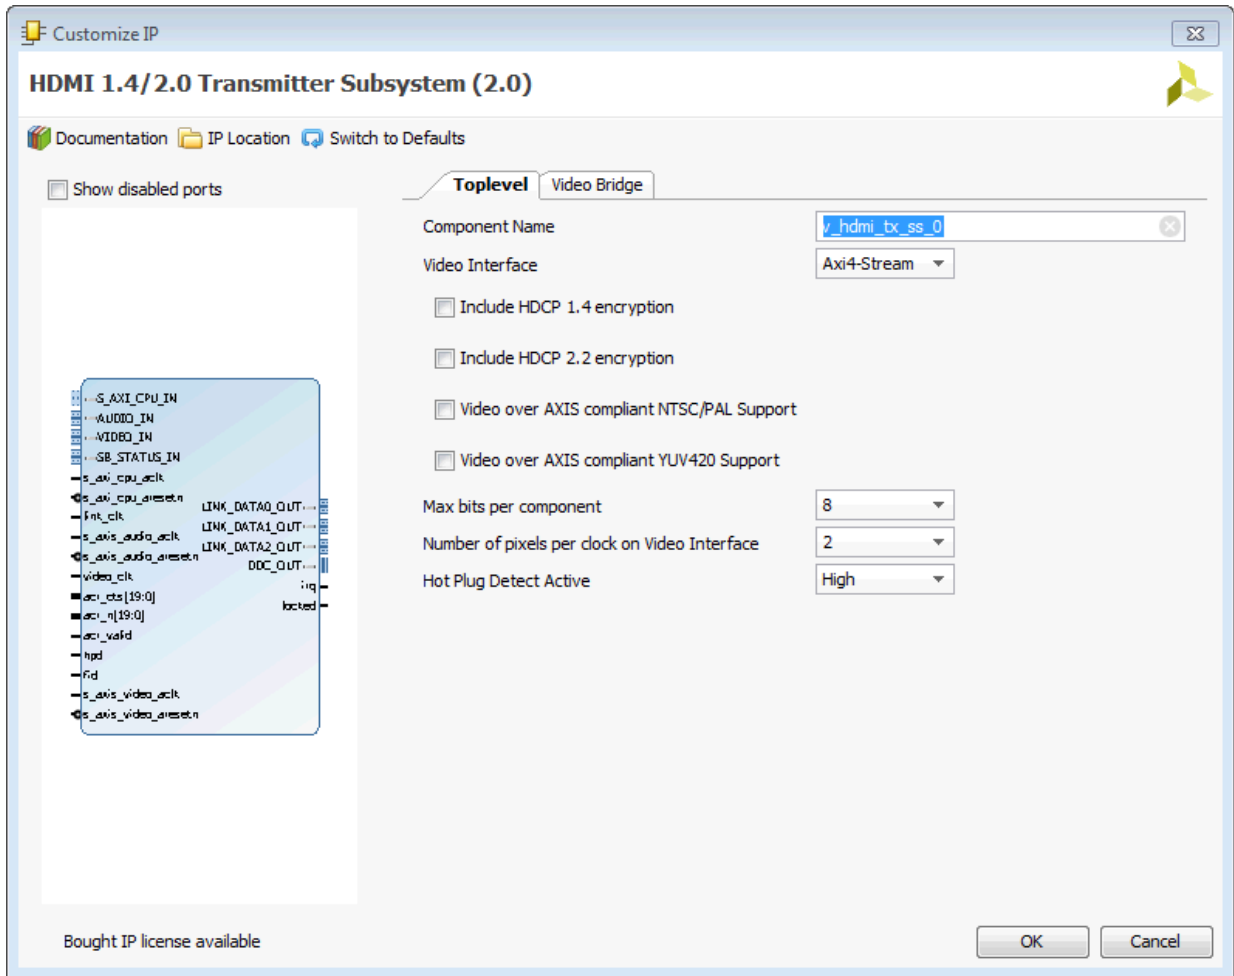 Customize IP
HDMI 1.4/2.0 Transmitter Subsystem (2.0)
Documentation IP Location Switch to Defaults
Show disabled ports
Toplevel Video Bridge
Component Name v_hdmi_tx_ss_0
Video Interface Axi4-Stream
Include HDCP 1.4 encryption
Include HDCP 2.2 encryption
Video over AXIS compliant NTSC/PAL Support
Video over AXIS compliant YUV420 Support
Max bits per component 8
Number of pixels per clock on Video Interface 2
Hot Plug Detect Active High
S_AXI_CPU_IN
AUDIO_IN
VIDEO_IN
SB_STATUS_IN
s_axi_cpu_aclk
s_axi_cpu_aresetn
link_clk
s_axis_audio_aclk
s_axis_audio_aresetn
video_clk
acr_cts[19:0]
acr_n[19:0]
acr_valid
hpd
fid
s_axis_video_aclk
s_axis_video_aresetn
LINK_DATA0_OUT
LINK_DATA1_OUT
LINK_DATA2_OUT
DDC_OUT
irq
locked
Bought IP license available
OK Cancel